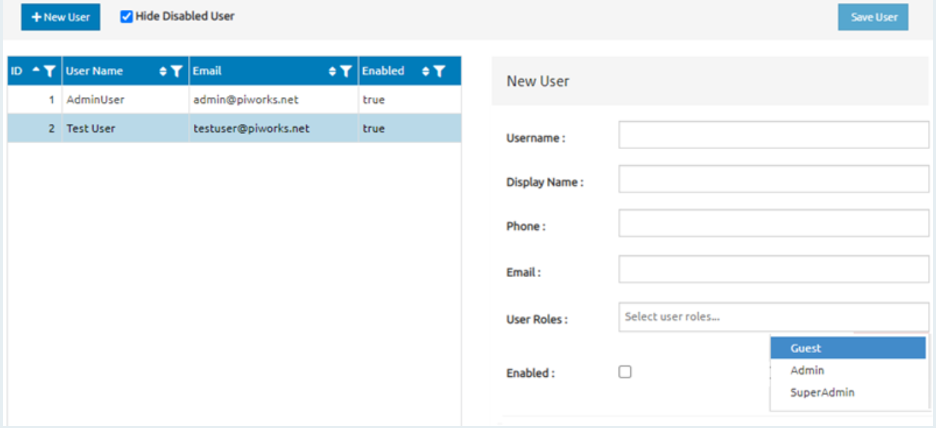 + New User Hide Disabled User Save User
ID User Name Email Enabled
1 AdminUser admin@piworks.net true
2 Test User testuser@piworks.net true
New User
Username :
Display Name :
Phone :
Email :
User Roles : Select user roles...
Guest
Admin
SuperAdmin
Enabled :